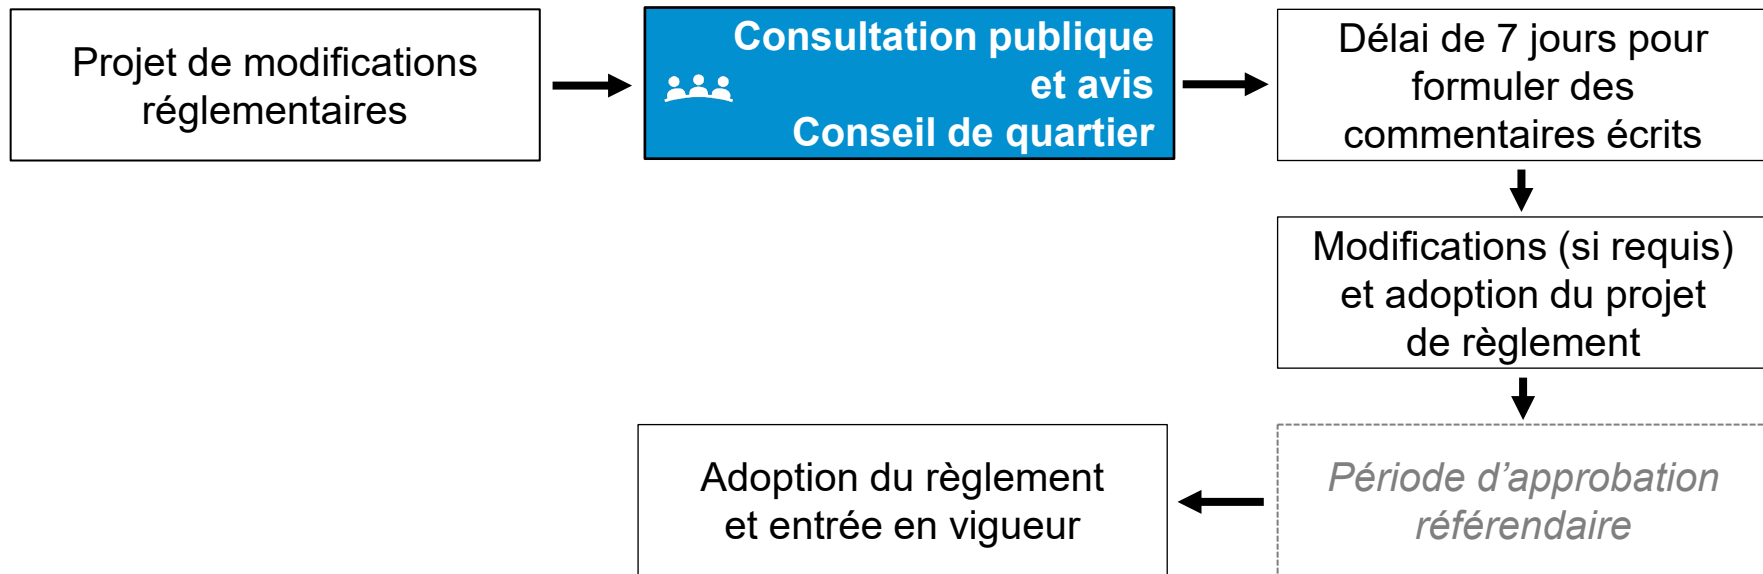 Projet de modifications
réglementaires
Consultation publique
et avis
Conseil de quartier
Délai de 7 jours pour
formuler des
commentaires écrits
Modifications (si requis)
et adoption du projet
de règlement
Période d’approbation
référendaire
Adoption du règlement
et entrée en vigueur